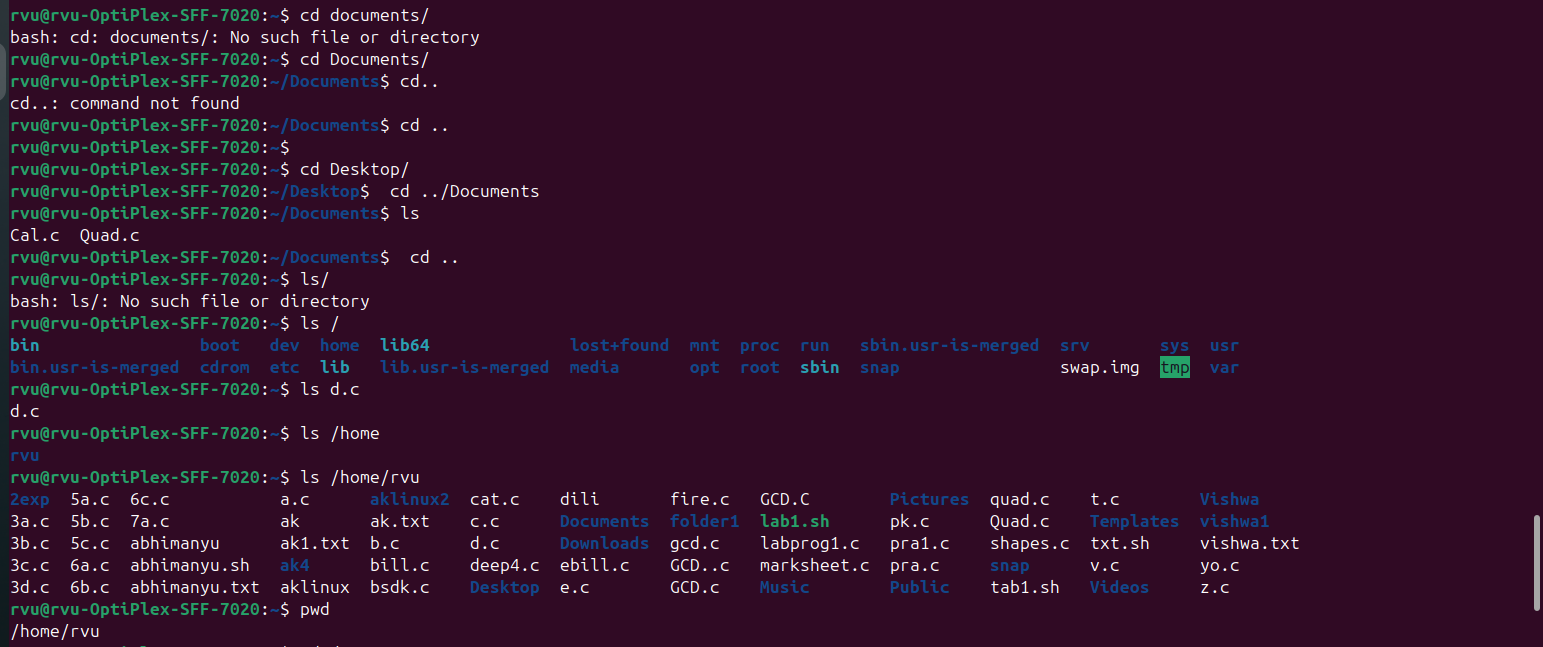 rvu@rvu-OptiPlex-SFF-7020:~$ cd documents/
bash: cd: documents/: No such file or directory
rvu@rvu-OptiPlex-SFF-7020:~$ cd Documents/
rvu@rvu-OptiPlex-SFF-7020:~/Documents$ cd..
cd..: command not found
rvu@rvu-OptiPlex-SFF-7020:~/Documents$ cd ..
rvu@rvu-OptiPlex-SFF-7020:~$
rvu@rvu-OptiPlex-SFF-7020:~$ cd Desktop/
rvu@rvu-OptiPlex-SFF-7020:~/Desktop$  cd ../Documents
rvu@rvu-OptiPlex-SFF-7020:~/Documents$ ls
Cal.c  Quad.c
rvu@rvu-OptiPlex-SFF-7020:~/Documents$  cd ..
rvu@rvu-OptiPlex-SFF-7020:~$ ls/
bash: ls/: No such file or directory
rvu@rvu-OptiPlex-SFF-7020:~$ ls /
bin                boot   dev  home  lib64              lost+found  mnt  proc  run   sbin.usr-is-merged  srv       sys  usr
bin.usr-is-merged  cdrom  etc  lib   lib.usr-is-merged  media       opt  root  sbin  snap                swap.img  tmp  var
rvu@rvu-OptiPlex-SFF-7020:~$ ls d.c
d.c
rvu@rvu-OptiPlex-SFF-7020:~$ ls /home
rvu
rvu@rvu-OptiPlex-SFF-7020:~$ ls /home/rvu
2exp  5a.c  6c.c           a.c      aklinux2  cat.c    dili       fire.c   GCD.C        Pictures  quad.c    t.c        Vishwa
3a.c  5b.c  7a.c           ak       ak.txt    c.c      Documents  folder1  lab1.sh      pk.c      Quad.c    Templates  vishwa1
3b.c  5c.c  abhimanyu      ak1.txt  b.c       d.c      Downloads  gcd.c    labprog1.c   pra1.c    shapes.c  txt.sh     vishwa.txt
3c.c  6a.c  abhimanyu.sh   ak4      bill.c    deep4.c  ebill.c    GCD..c   marksheet.c  pra.c     snap      v.c        yo.c
3d.c  6b.c  abhimanyu.txt  aklinux  bsdk.c    Desktop  e.c        GCD.c    Music        Public    tab1.sh   Videos     z.c
rvu@rvu-OptiPlex-SFF-7020:~$ pwd
/home/rvu